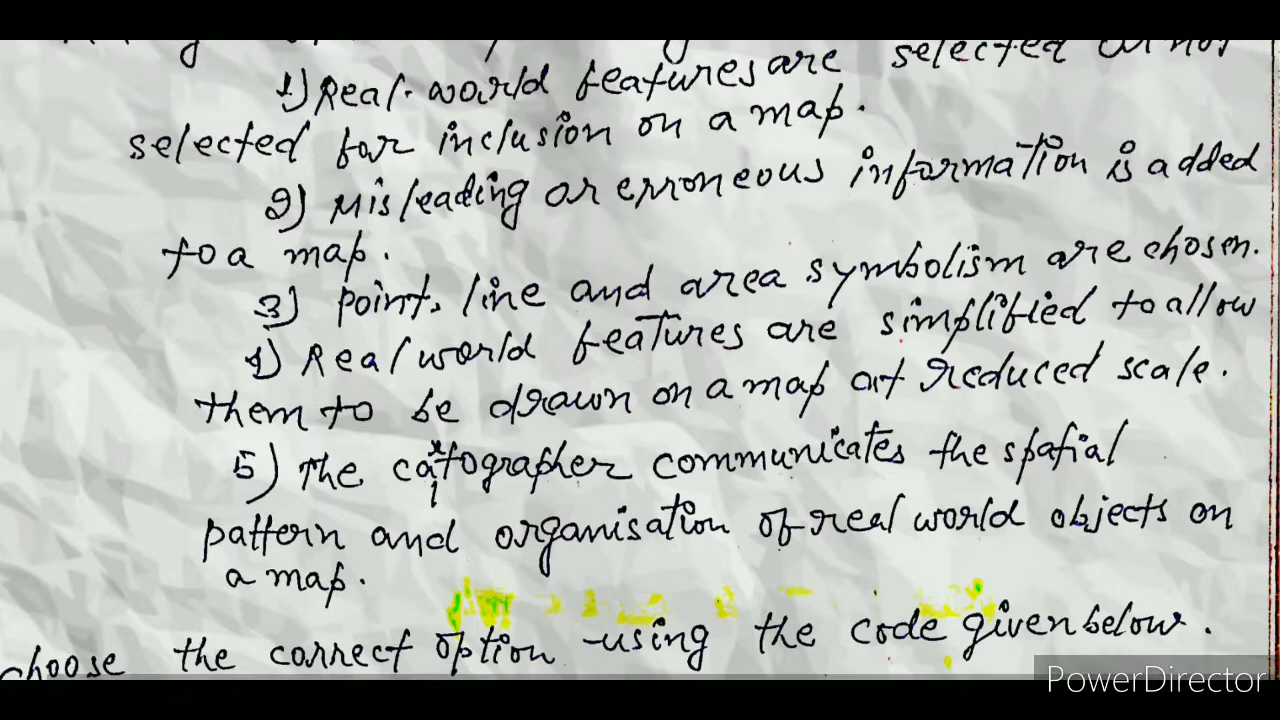 1) Real-world features are selected or not
selected for inclusion on a map.
2) Misleading or erroneous information is added
to a map.
3) Point, line and area symbolism are chosen.
4) Real world features are simplified to allow
them to be drawn on a map at reduced scale.
5) The cartographer communicates the spatial
pattern and organisation of real world objects on
a map.
choose the correct option using the code given below.
PowerDirector